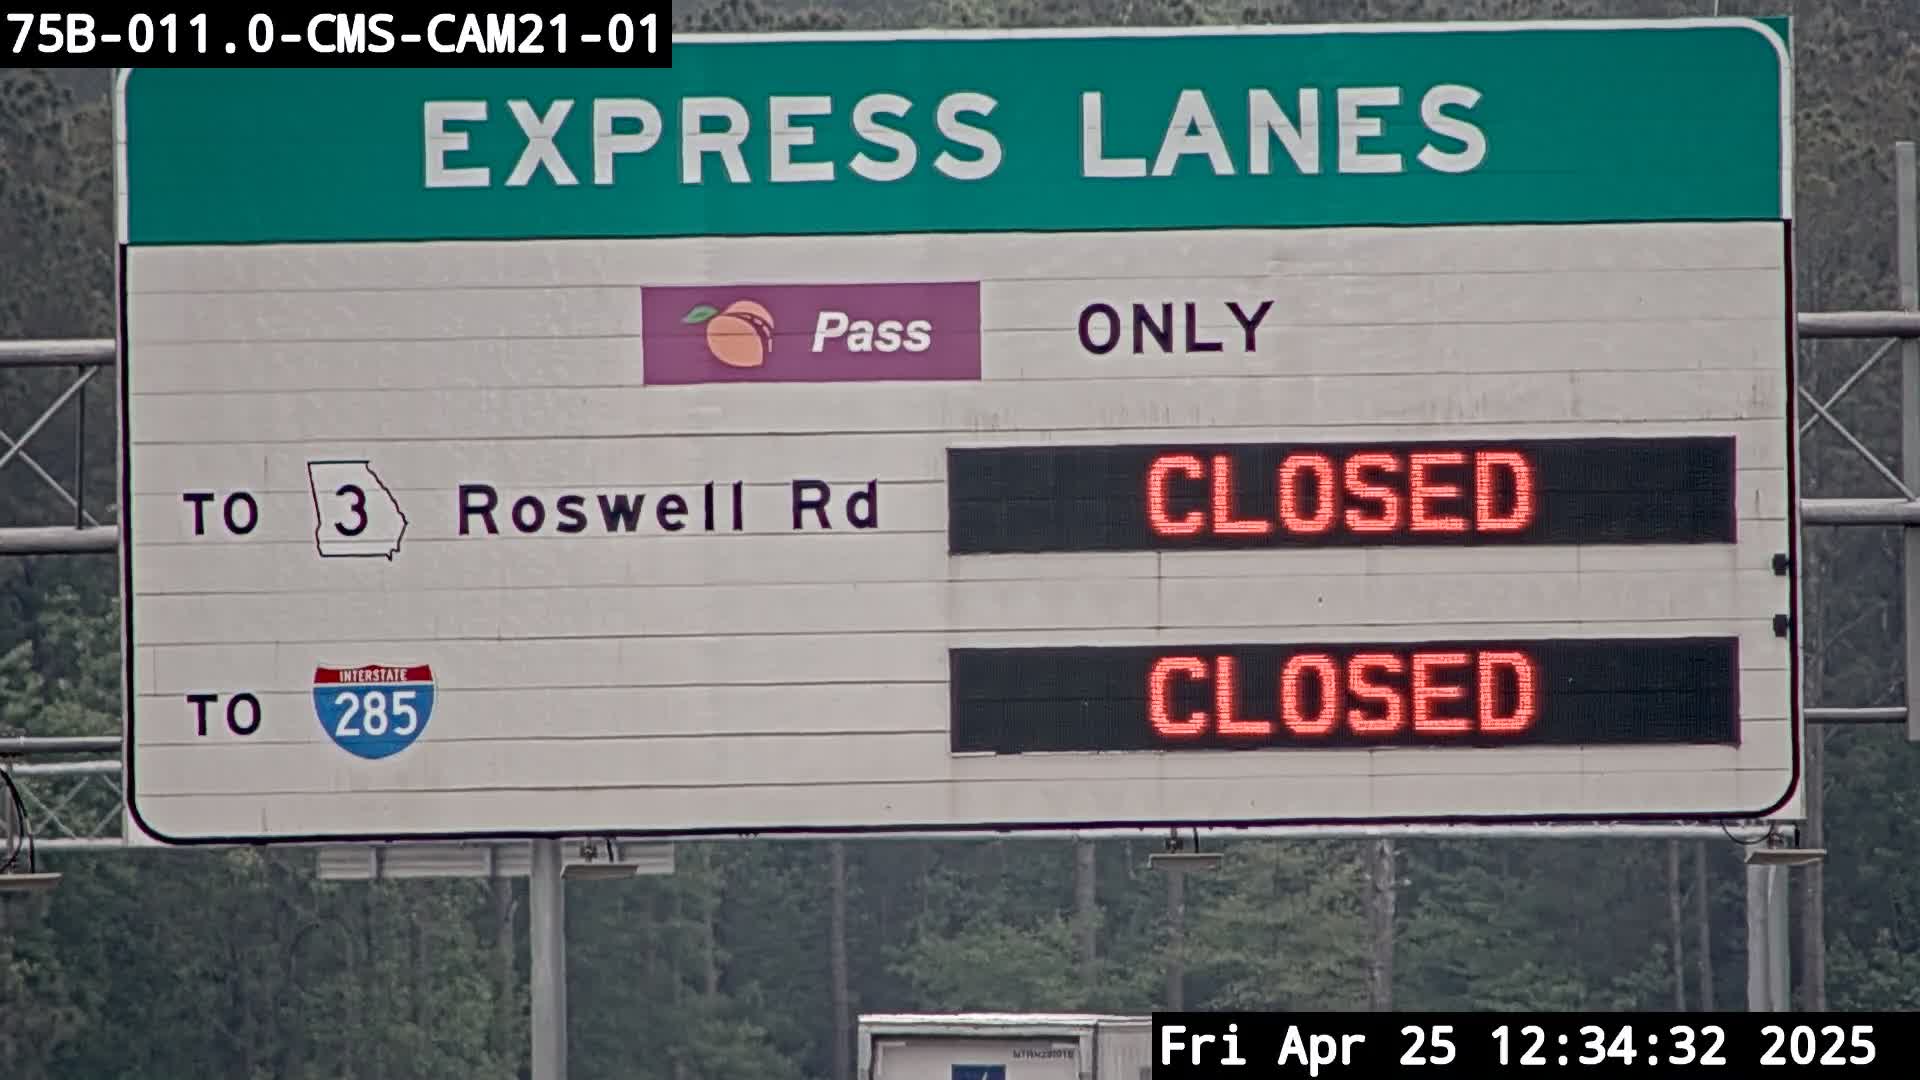 75B-011.0-CMS-CAM21-01
EXPRESS LANES
Pass ONLY
TO 3 Roswell Rd CLOSED
TO INTERSTATE 285 CLOSED
Fri Apr 25 12:34:32 2025